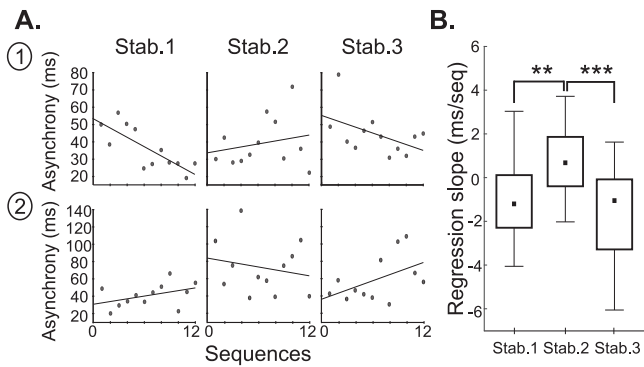 A.
B.
Stab.1 Stab.2 Stab.3
1
Asynchrony (ms)
80
70
60
50
40
30
20
2
Asynchrony (ms)
140
120
100
80
60
40
20
0 12 0 12 0 12
Sequences
Regression slope (ms/seq)
6
4
2
0
-2
-4
-6
** ***
Stab.1 Stab.2 Stab.3